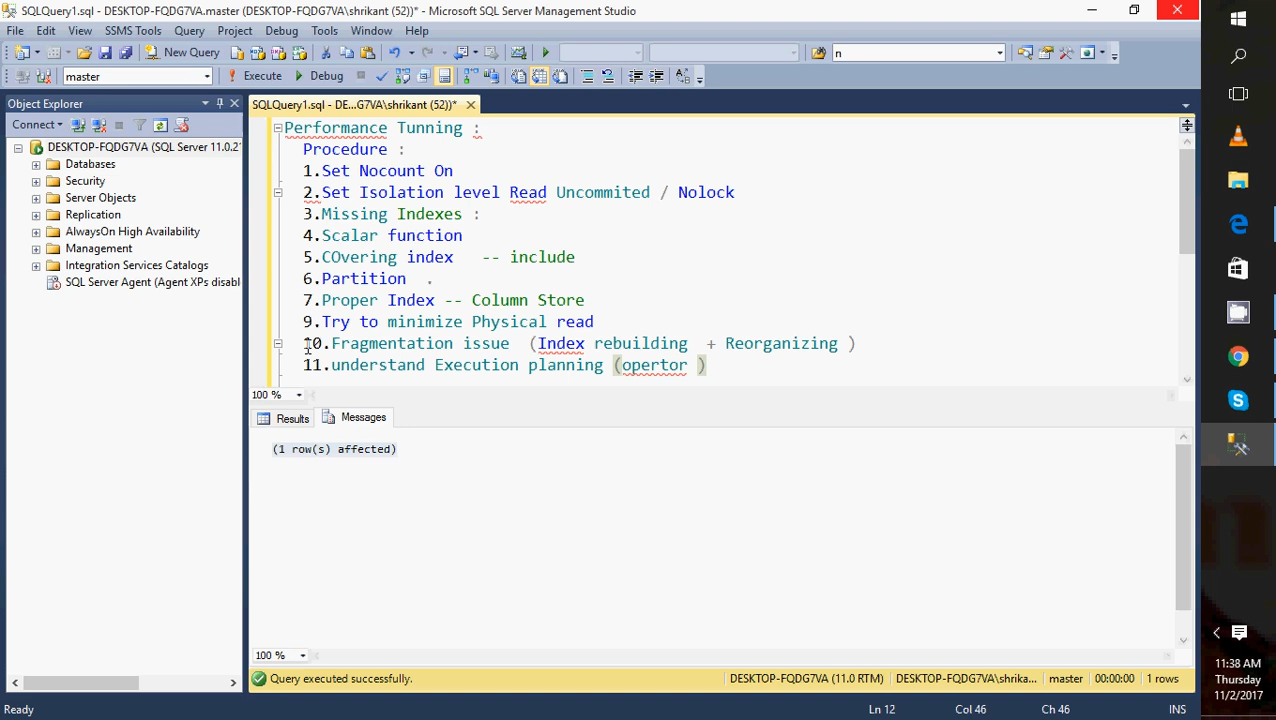 SQLQuery1.sql - DESKTOP-FQDG7VA.master (DESKTOP-FQDG7VA\shrikant (52))* - Microsoft SQL Server Management Studio
File Edit View SSMS Tools Query Project Debug Tools Window Help
New Query n
master Execute Debug
Object Explorer
Connect
DESKTOP-FQDG7VA (SQL Server 11.0.2
Databases
Security
Server Objects
Replication
AlwaysOn High Availability
Management
Integration Services Catalogs
SQL Server Agent (Agent XPs disabl
SQLQuery1.sql - DE...G7VA\shrikant (52))*
Performance Tunning :
Procedure :
1.Set Nocount On
2.Set Isolation level Read Uncommited / Nolock
3.Missing Indexes :
4.Scalar function
5.COvering index -- include
6.Partition .
7.Proper Index -- Column Store
9.Try to minimize Physical read
10.Fragmentation issue (Index rebuilding + Reorganizing )
11.understand Execution planning (opertor )
100 %
Results Messages
(1 row(s) affected)
100 %
Query executed successfully. DESKTOP-FQDG7VA (11.0 RTM) DESKTOP-FQDG7VA\shrika... master 00:00:00 1 rows
Ready Ln 12 Col 46 Ch 46 INS
11:38 AM
Thursday
11/2/2017